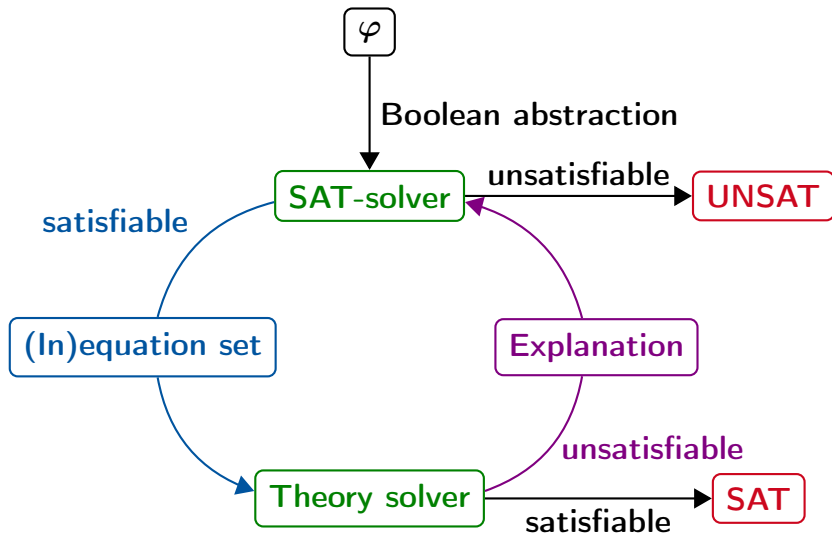 φ
Boolean abstraction
SAT-solver
unsatisfiable
UNSAT
satisfiable
(In)equation set
Explanation
unsatisfiable
Theory solver
satisfiable
SAT